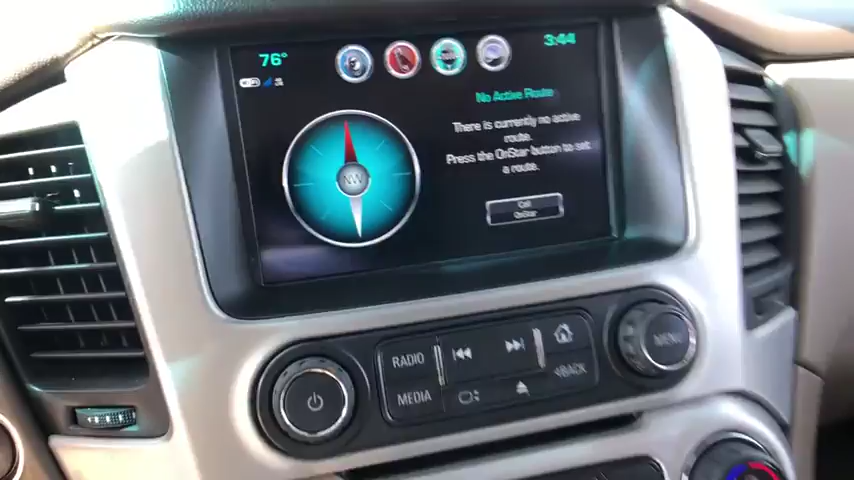 76°
3:44
No Active Route
There is currently no active
route.
Press the OnStar button to set
a route.
Call
OnStar
NW
RADIO
MEDIA
BACK
MENU